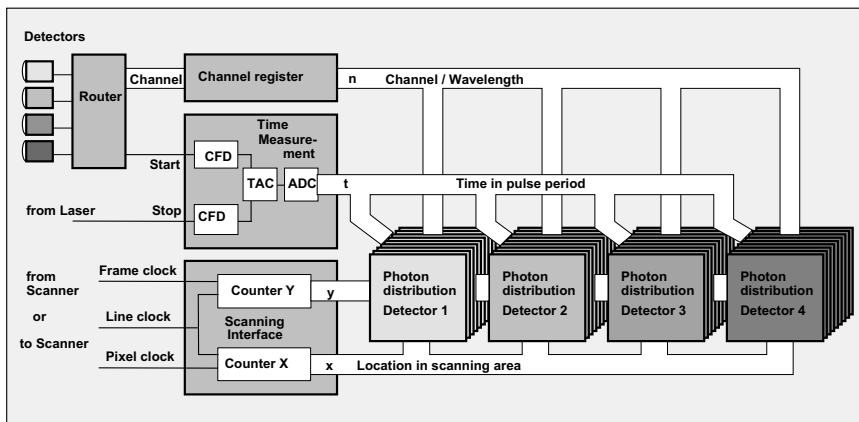 Detectors
Router
Channel
Channel register
n
Channel / Wavelength
Time
Measure-
ment
Start
CFD
TAC
ADC
t
Time in pulse period
from Laser
Stop
CFD
from
Scanner
or
to Scanner
Frame clock
Line clock
Pixel clock
Counter Y
y
Scanning
Interface
Counter X
x
Location in scanning area
Photon
distribution
Detector 1
Photon
distribution
Detector 2
Photon
distribution
Detector 3
Photon
distribution
Detector 4